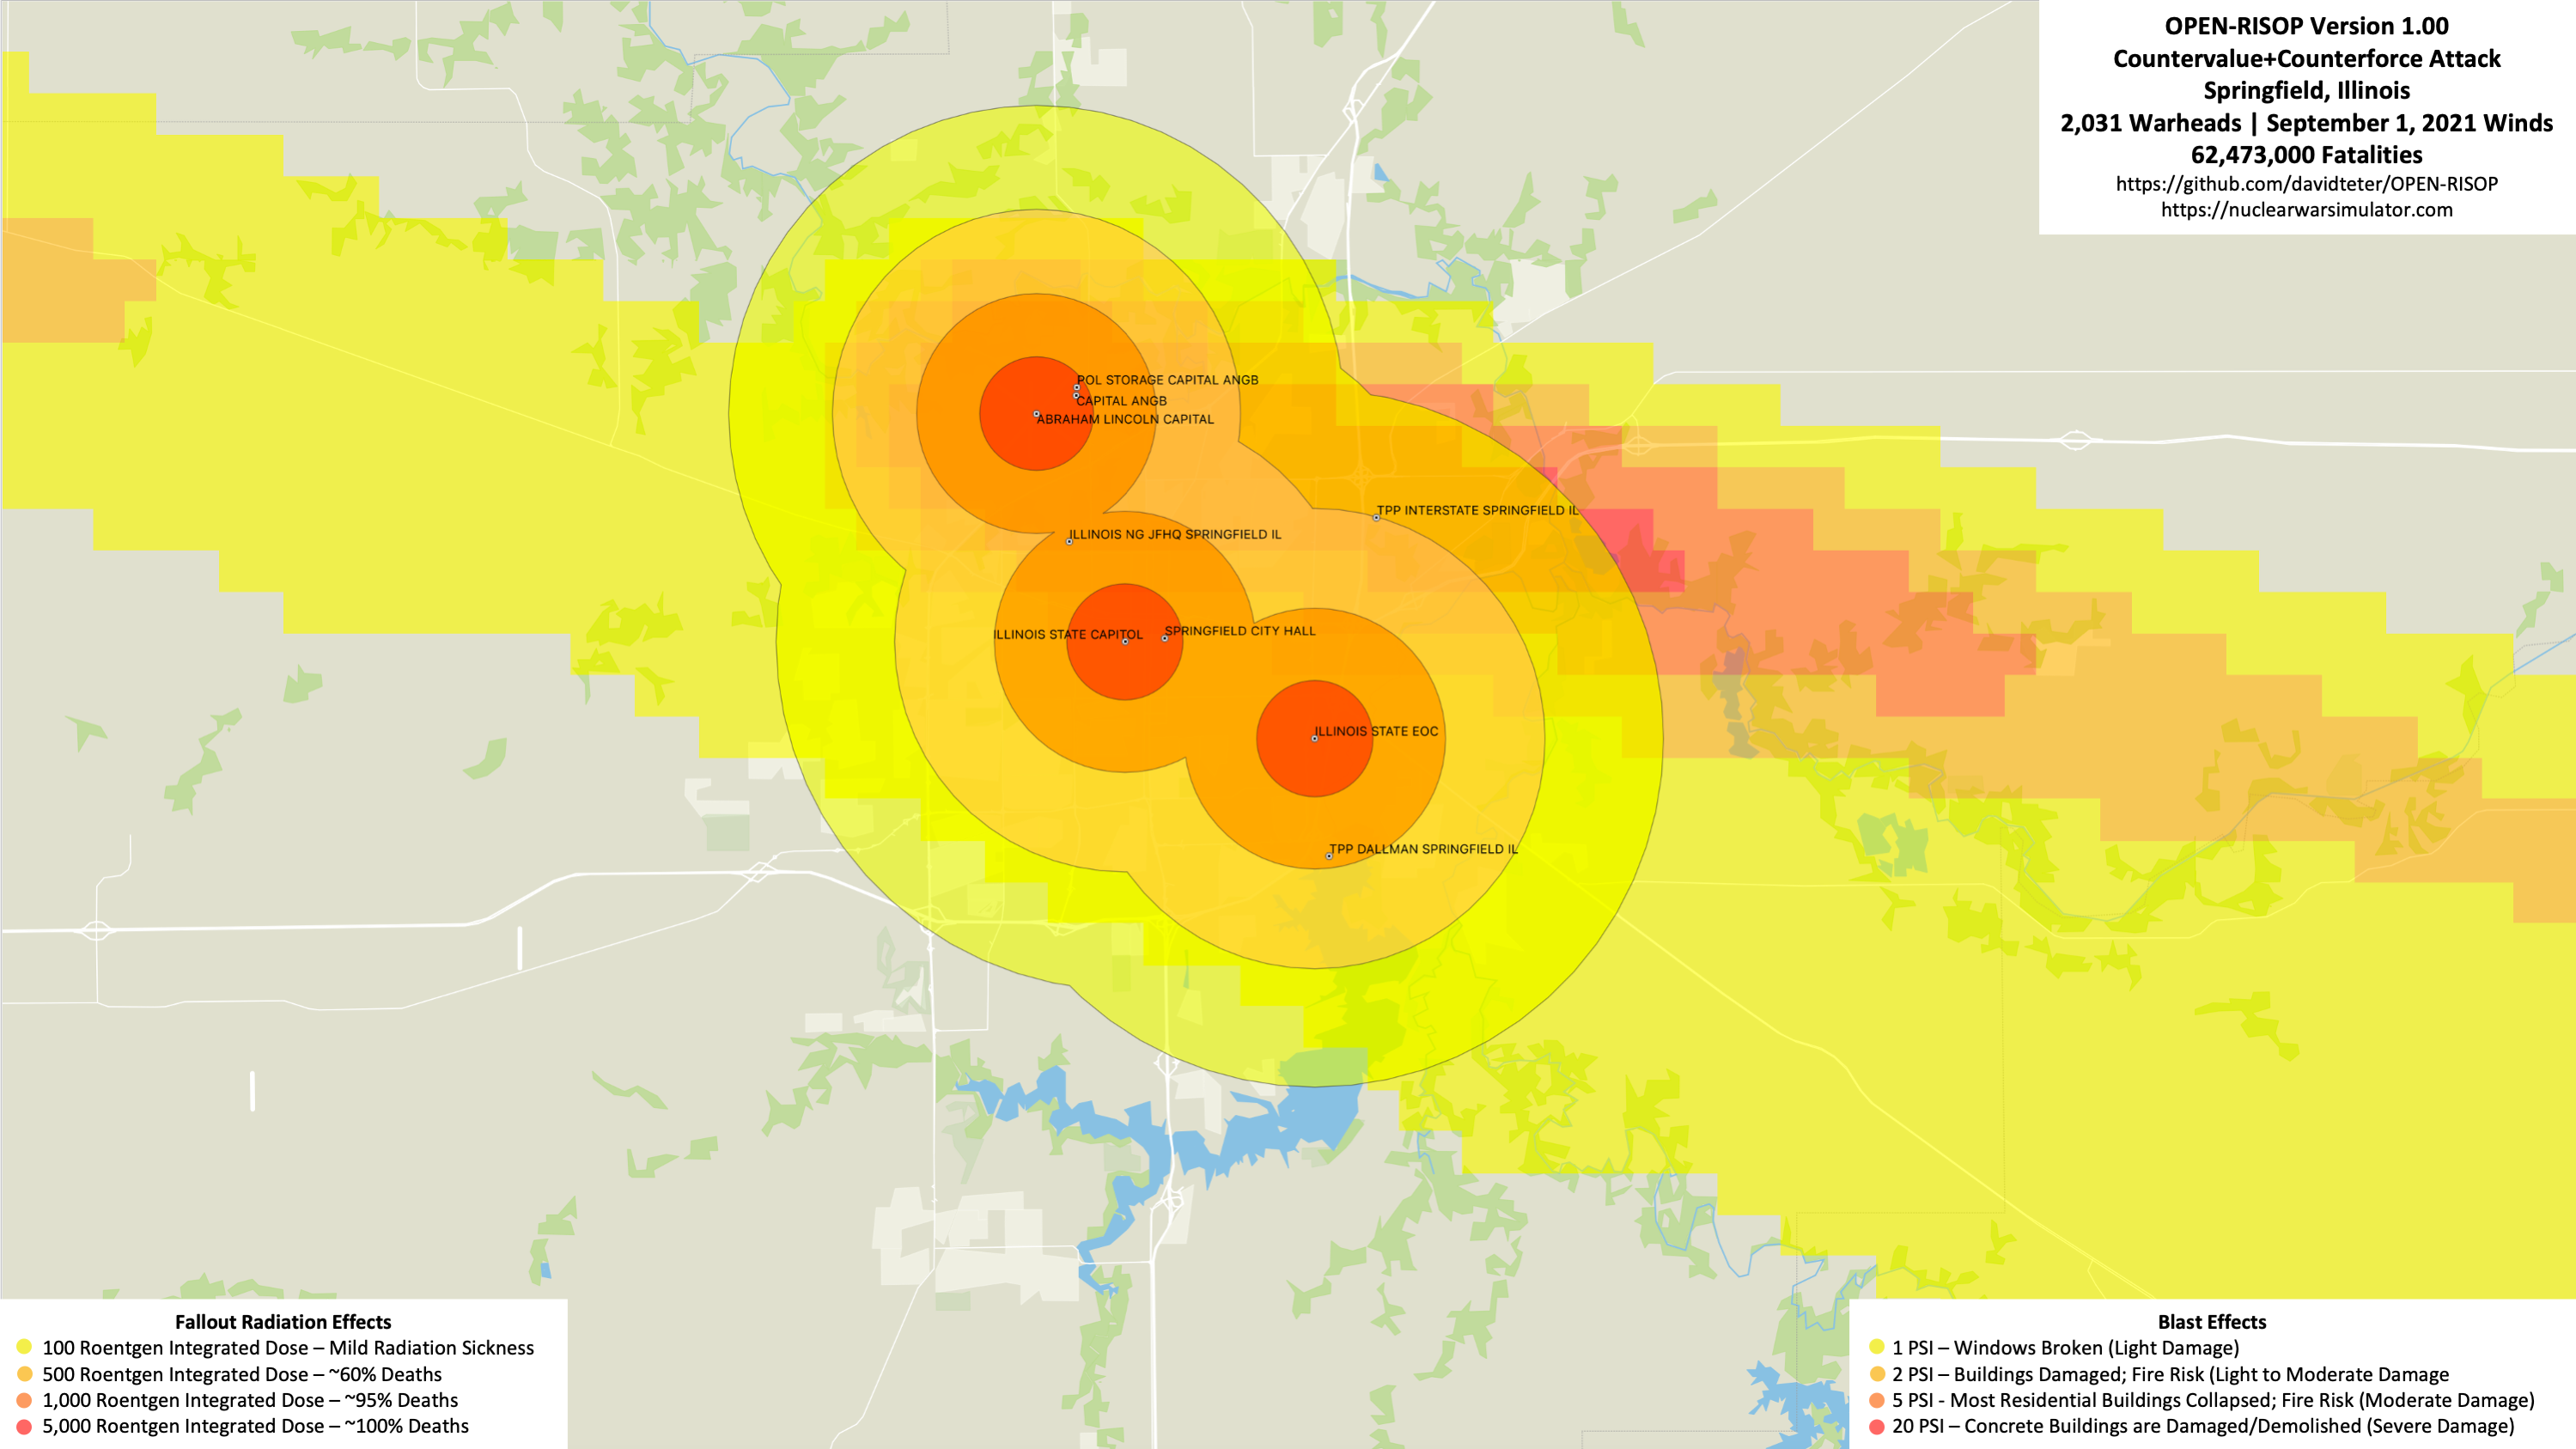 OPEN-RISOP Version 1.00
Countervalue+Counterforce Attack
Springfield, Illinois
2,031 Warheads | September 1, 2021 Winds
62,473,000 Fatalities
https://github.com/davidteter/OPEN-RISOP
https://nuclearwarsimulator.com
POL STORAGE CAPITAL ANGB
CAPITAL ANGB
ABRAHAM LINCOLN CAPITAL
TPP INTERSTATE SPRINGFIELD IL
ILLINOIS NG JFHQ SPRINGFIELD IL
ILLINOIS STATE CAPITOL
SPRINGFIELD CITY HALL
ILLINOIS STATE EOC
TPP DALLMAN SPRINGFIELD IL
Fallout Radiation Effects
100 Roentgen Integrated Dose – Mild Radiation Sickness
500 Roentgen Integrated Dose – ~60% Deaths
1,000 Roentgen Integrated Dose – ~95% Deaths
5,000 Roentgen Integrated Dose – ~100% Deaths
Blast Effects
1 PSI – Windows Broken (Light Damage)
2 PSI – Buildings Damaged; Fire Risk (Light to Moderate Damage
5 PSI - Most Residential Buildings Collapsed; Fire Risk (Moderate Damage)
20 PSI – Concrete Buildings are Damaged/Demolished (Severe Damage)